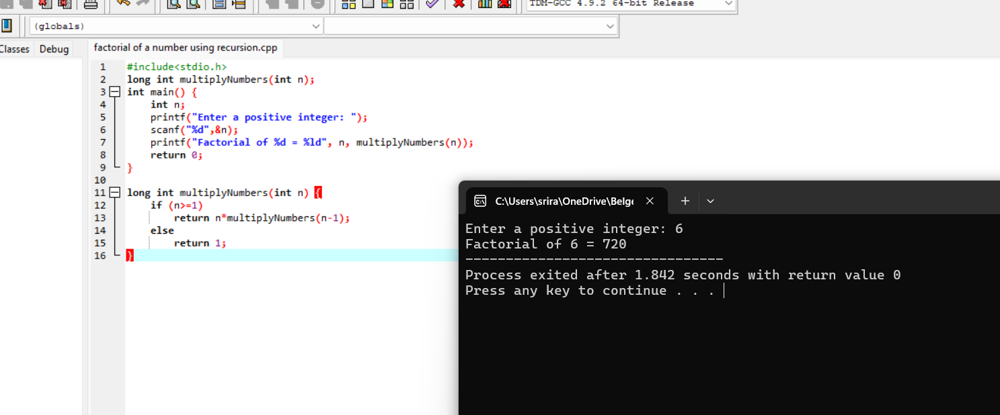 TDM-GCC 4.9.2 64-bit Release
(globals)
Classes Debug
factorial of a number using recursion.cpp
1 #include<stdio.h>
2 long int multiplyNumbers(int n);
3 int main() {
4 int n;
5 printf("Enter a positive integer: ");
6 scanf("%d",&n);
7 printf("Factorial of %d = %ld", n, multiplyNumbers(n));
8 return 0;
9 }
10
11 long int multiplyNumbers(int n) {
12 if (n>=1)
13 return n*multiplyNumbers(n-1);
14 else
15 return 1;
16 }
C:\Users\srira\OneDrive\Belge
Enter a positive integer: 6
Factorial of 6 = 720
--------------------------------
Process exited after 1.842 seconds with return value 0
Press any key to continue . . .